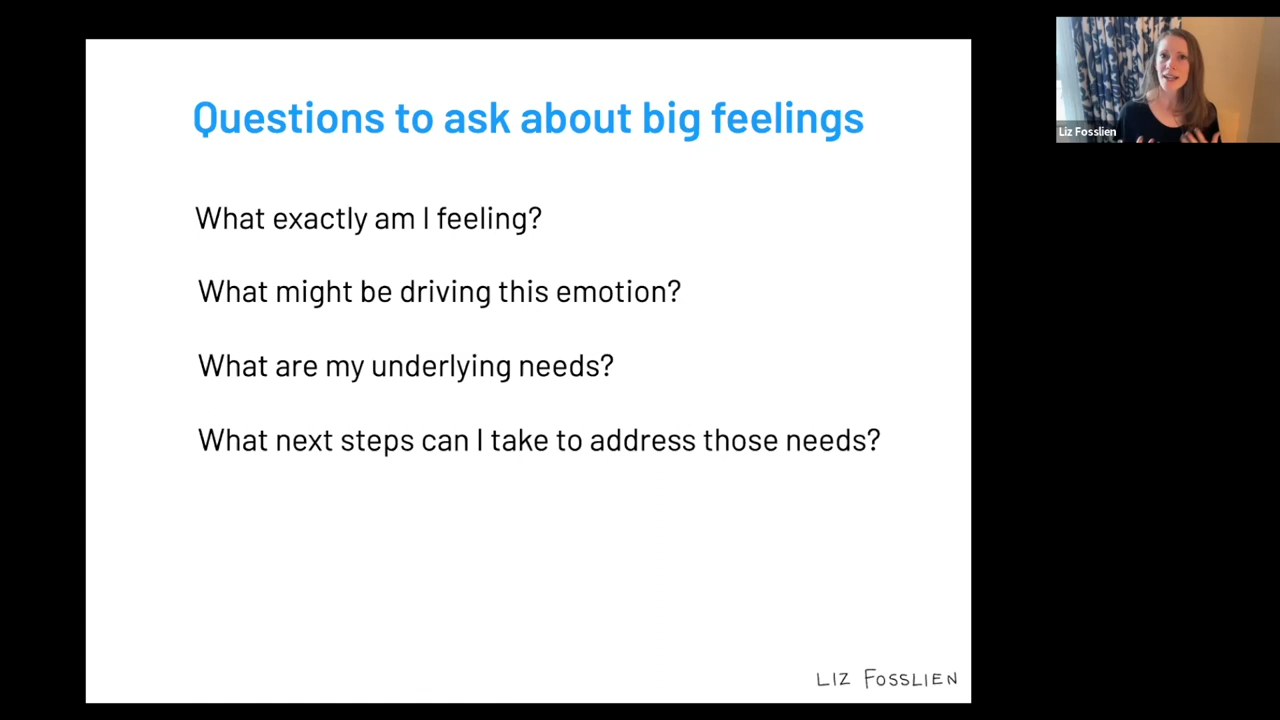 Questions to ask about big feelings
What exactly am I feeling?
What might be driving this emotion?
What are my underlying needs?
What next steps can I take to address those needs?
LIZ FOSSLIEN
Liz Fosslien